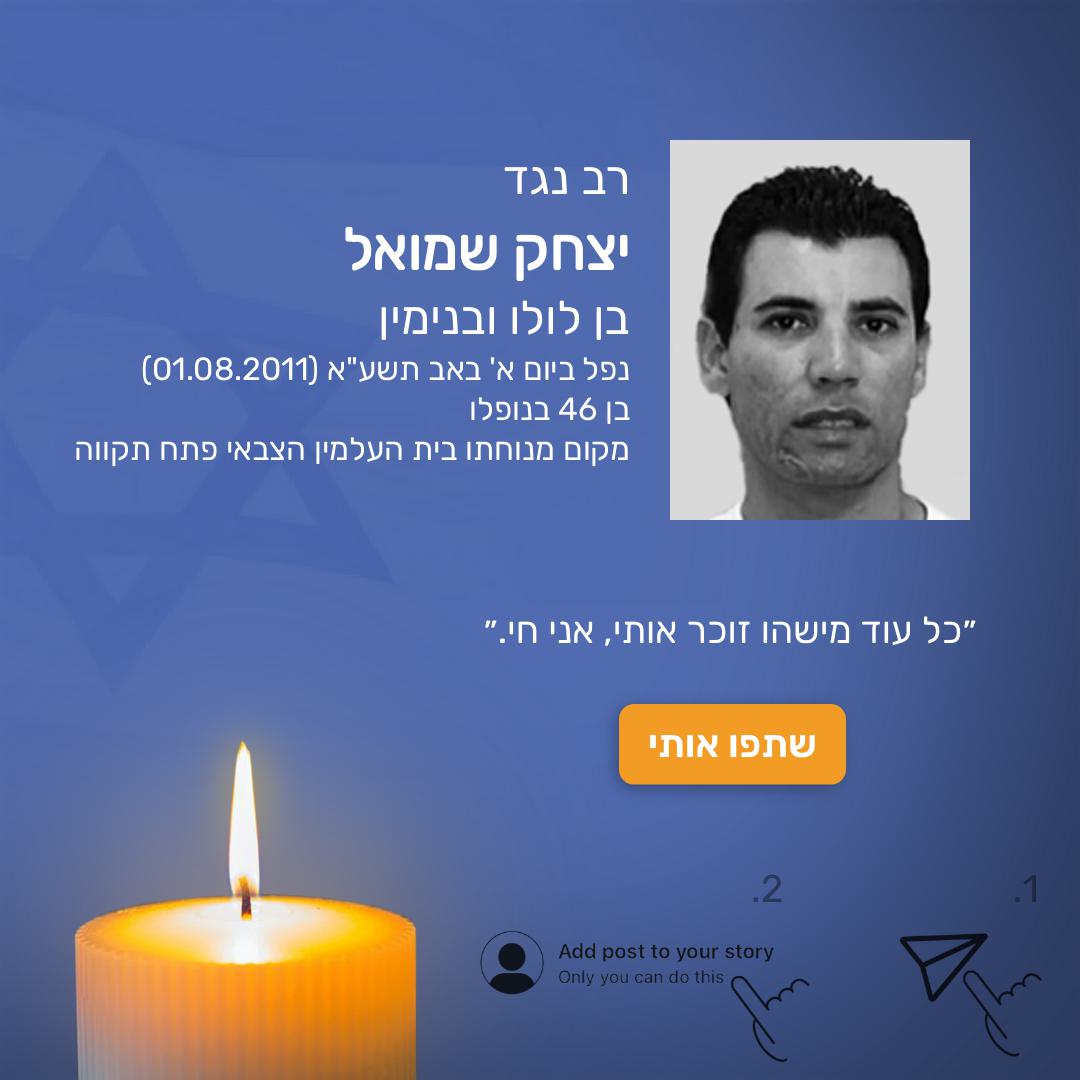 רב נגד
יצחק שמואל
בן לולו ובנימין
נפל ביום א' באב תשע"א (01.08.2011)
בן 46 בנופלו
מקום מנוחתו בית העלמין הצבאי פתח תקווה
״כל עוד מישהו זוכר אותי, אני חי.״
שתפו אותי
1.
2.
Add post to your story
Only you can do this